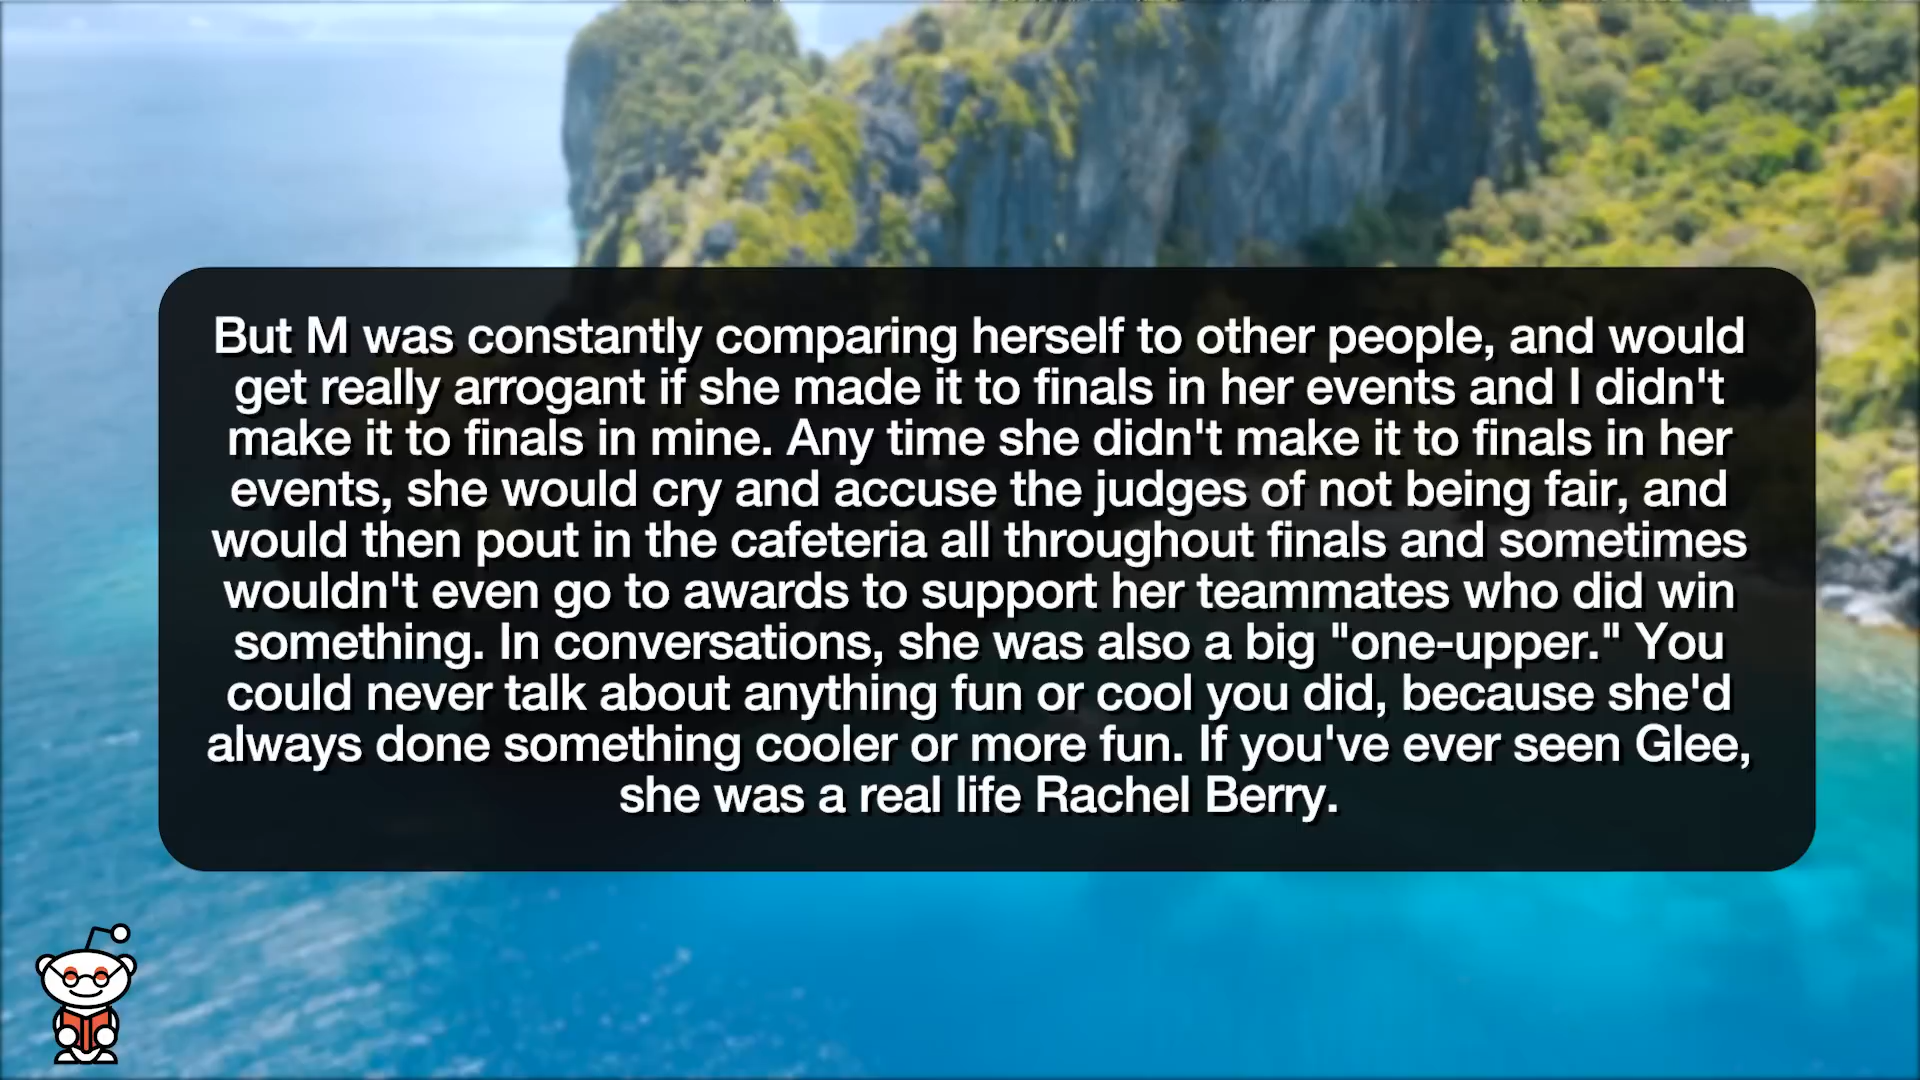 But M was constantly comparing herself to other people, and would
get really arrogant if she made it to finals in her events and I didn't
make it to finals in mine. Any time she didn't make it to finals in her
events, she would cry and accuse the judges of not being fair, and
would then pout in the cafeteria all throughout finals and sometimes
wouldn't even go to awards to support her teammates who did win
something. In conversations, she was also a big "one-upper." You
could never talk about anything fun or cool you did, because she'd
always done something cooler or more fun. If you've ever seen Glee,
she was a real life Rachel Berry.